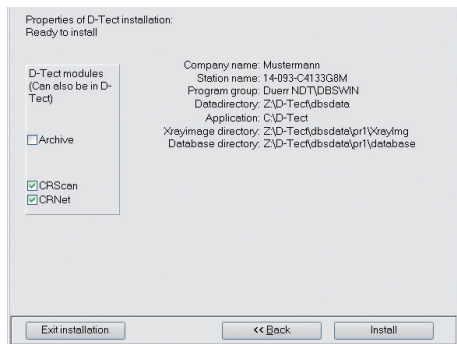 Properties of D-Tect installation:
Ready to install
D-Tect modules
(Can also be in D-
Tect)
Archive
CRScan
CRNet
Company name: Mustermann
Station name: 14-093-C4133G8M
Program group: Duerr NDT\DBSWIN
Datadirectory: Z:\D-Tect\dbsdata
Application: C:\D-Tect
Xrayimage directory: Z:\D-Tect\dbsdata\pr1\XrayImg
Database directory: Z:\D-Tect\dbsdata\pr1\database
Exit installation
<< Back
Install